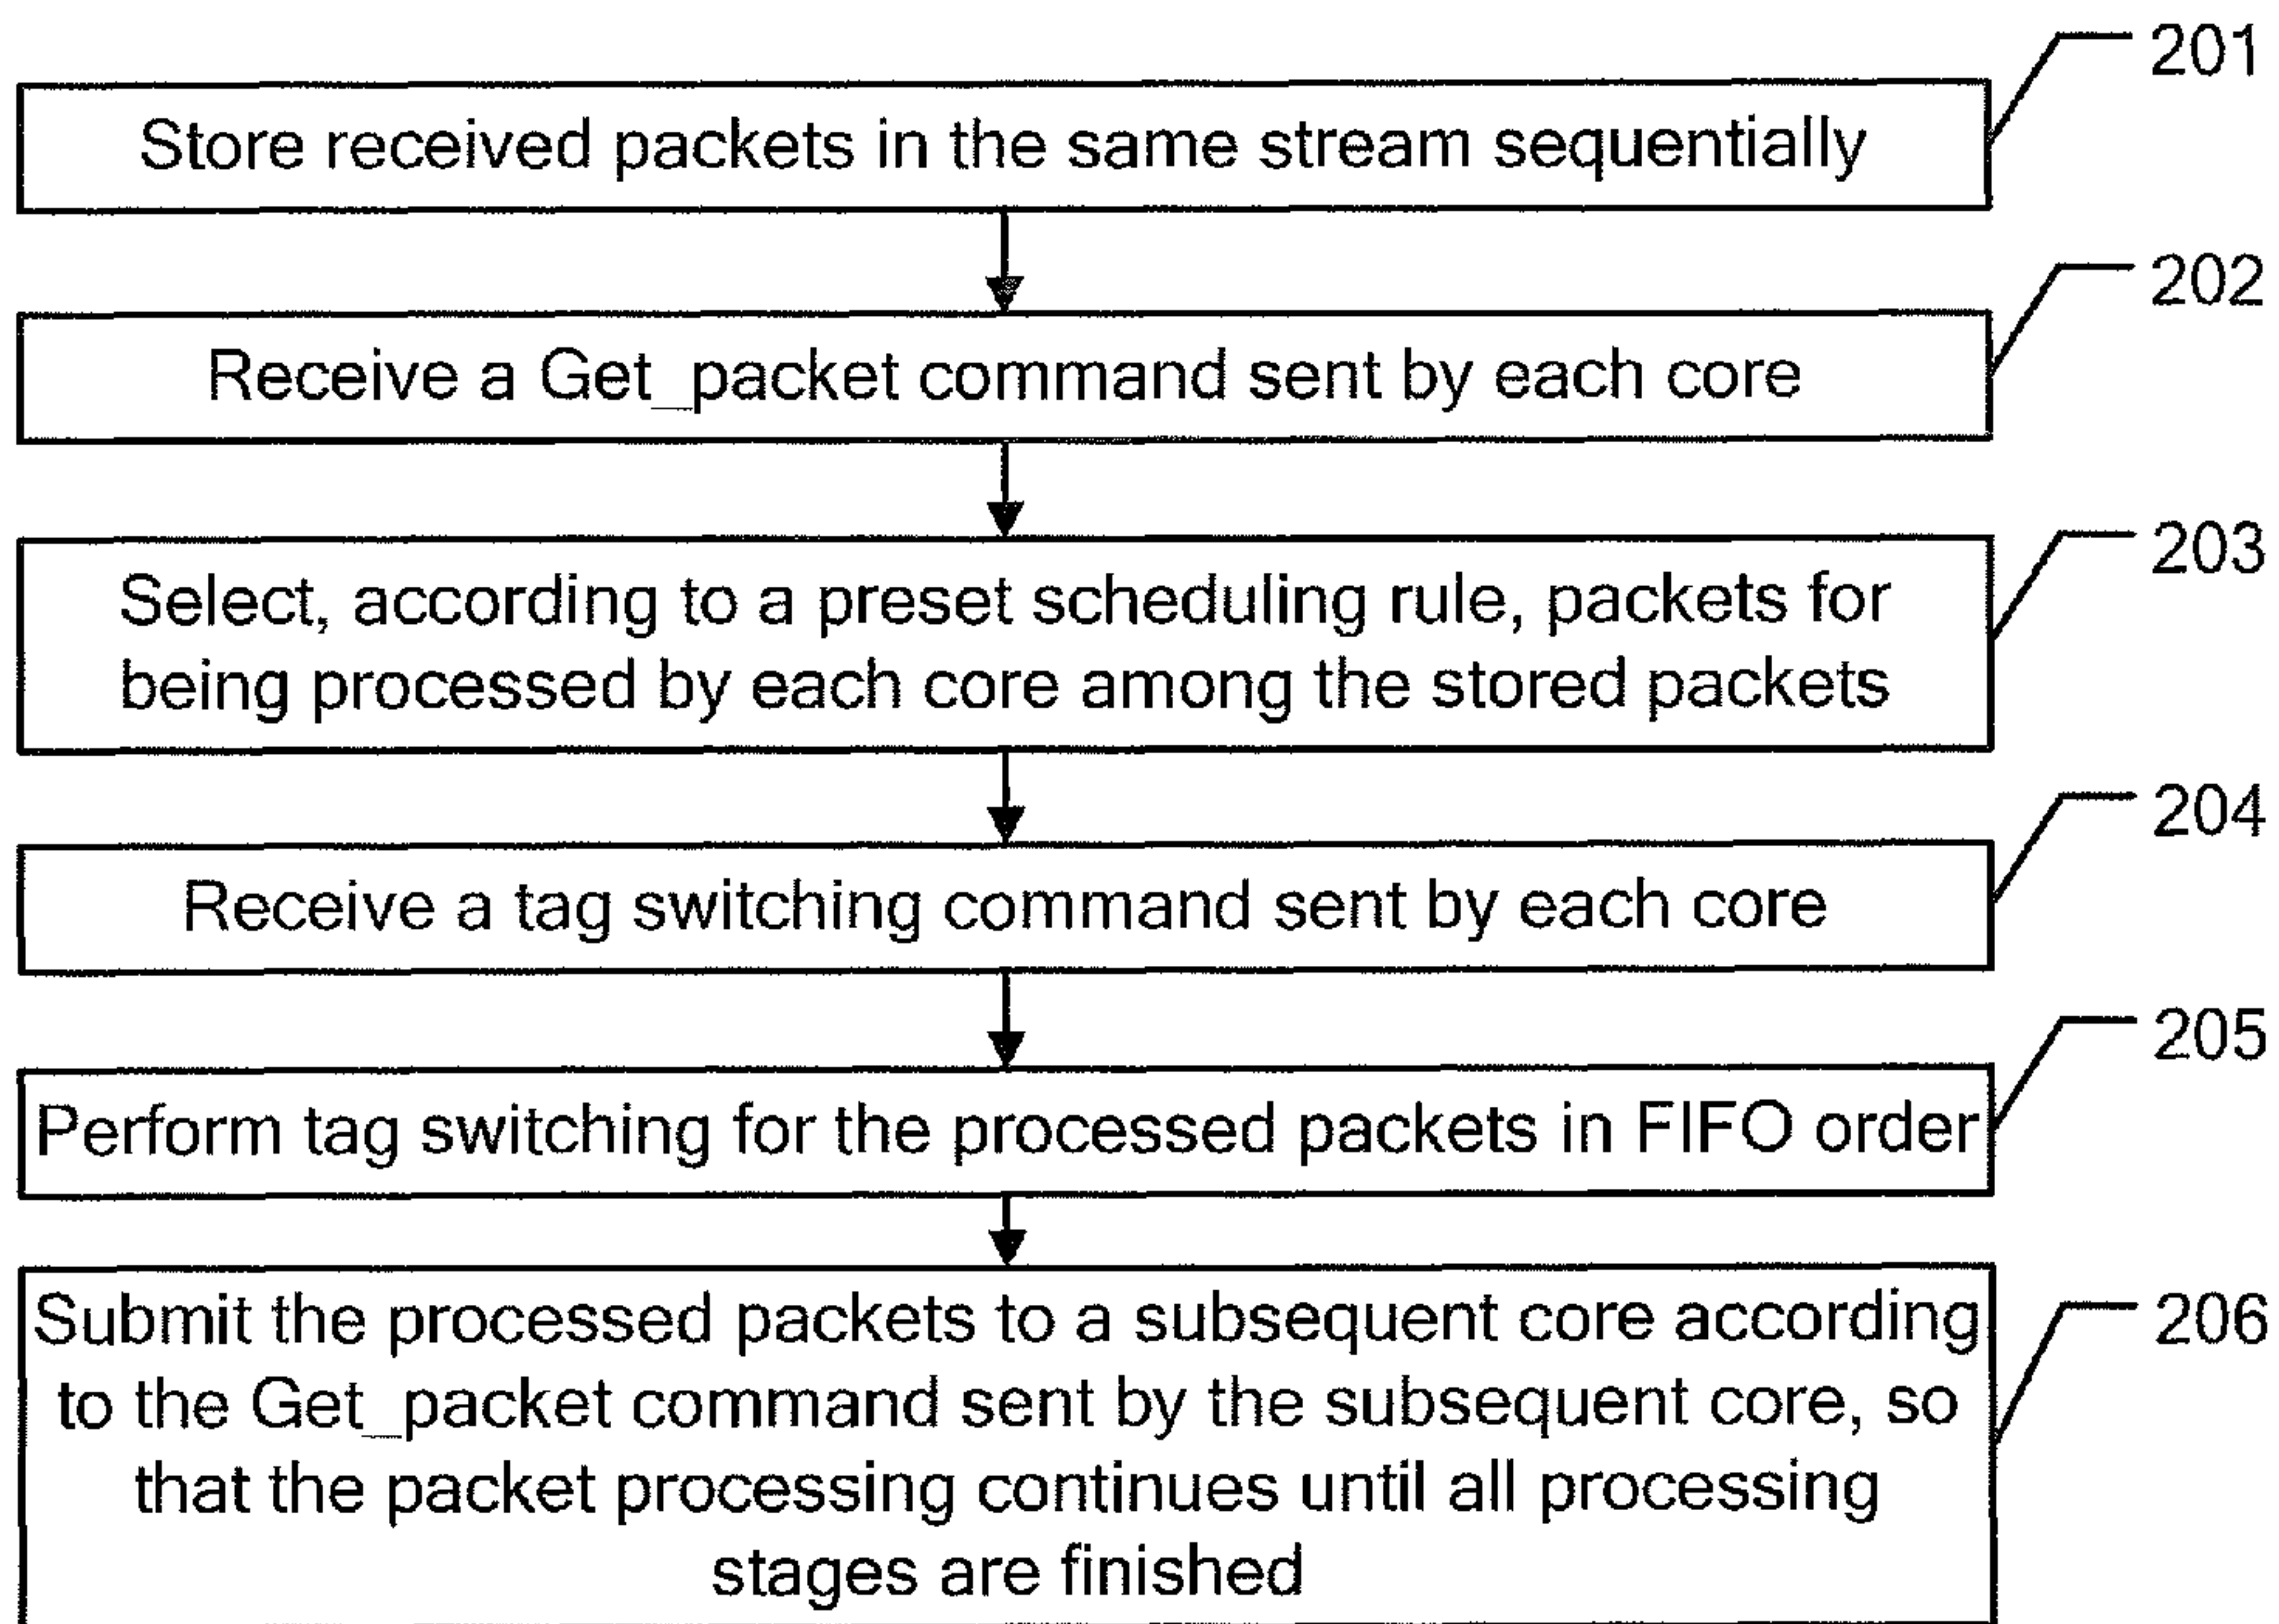 201
Store received packets in the same stream sequentially
202
Receive a Get_packet command sent by each core
203
Select, according to a preset scheduling rule, packets for
being processed by each core among the stored packets
204
Receive a tag switching command sent by each core
205
Perform tag switching for the processed packets in FIFO order
206
Submit the processed packets to a subsequent core according
to the Get_packet command sent by the subsequent core, so
that the packet processing continues until all processing
stages are finished